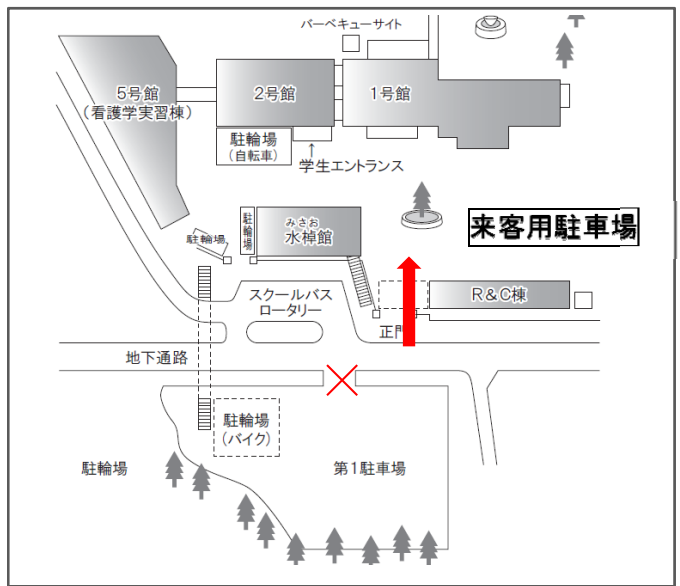 バーベキューサイト
5号館
(看護学実習棟)
2号館
1号館
駐輪場
(自転車)
↑
学生エントランス
みさお
水棹館
駐輪場
駐輪場
来客用駐車場
スクールバス
ロータリー
R&C棟
正門
地下通路
駐輪場
(バイク)
駐輪場
第1駐車場